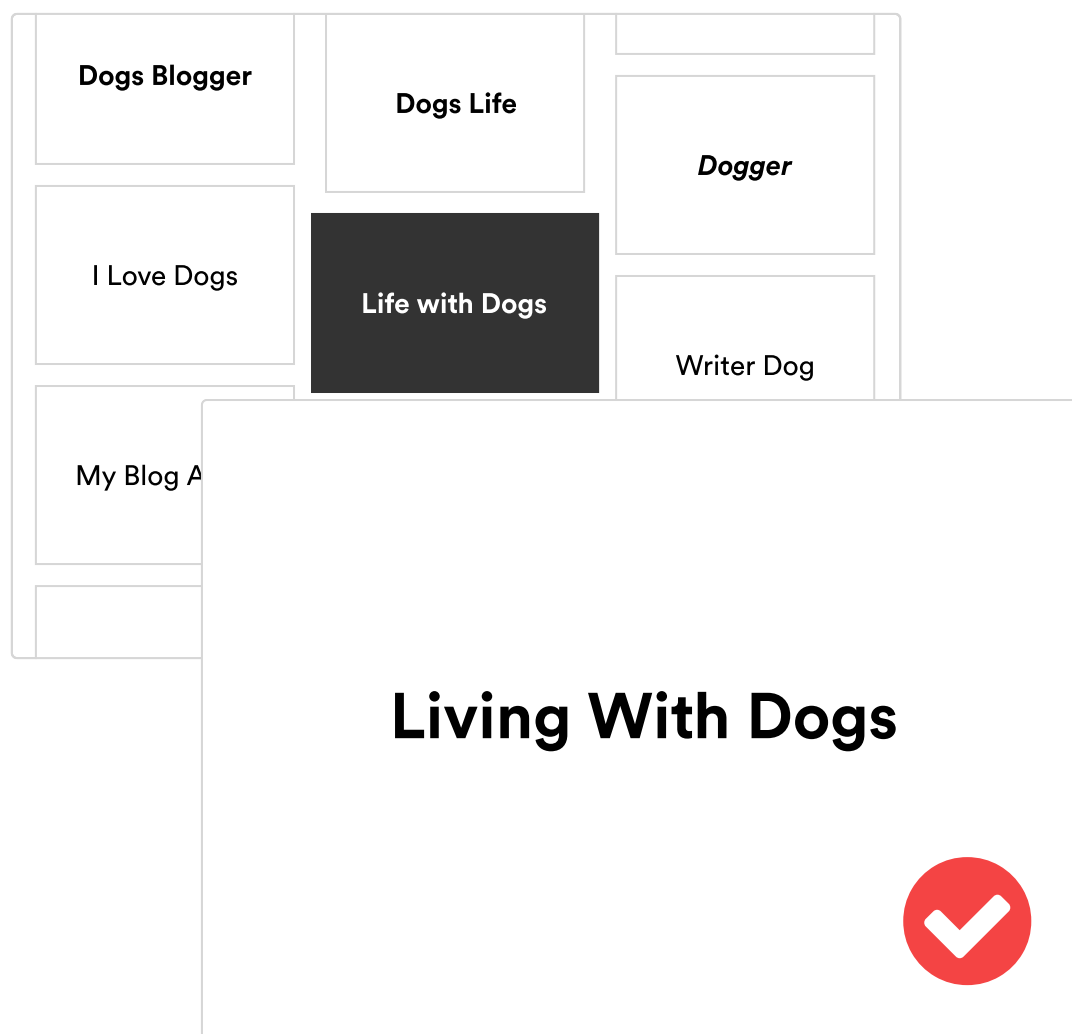 Dogs Blogger
Dogs Life
Dogger
I Love Dogs
Life with Dogs
Writer Dog
My Blog A
Living With Dogs